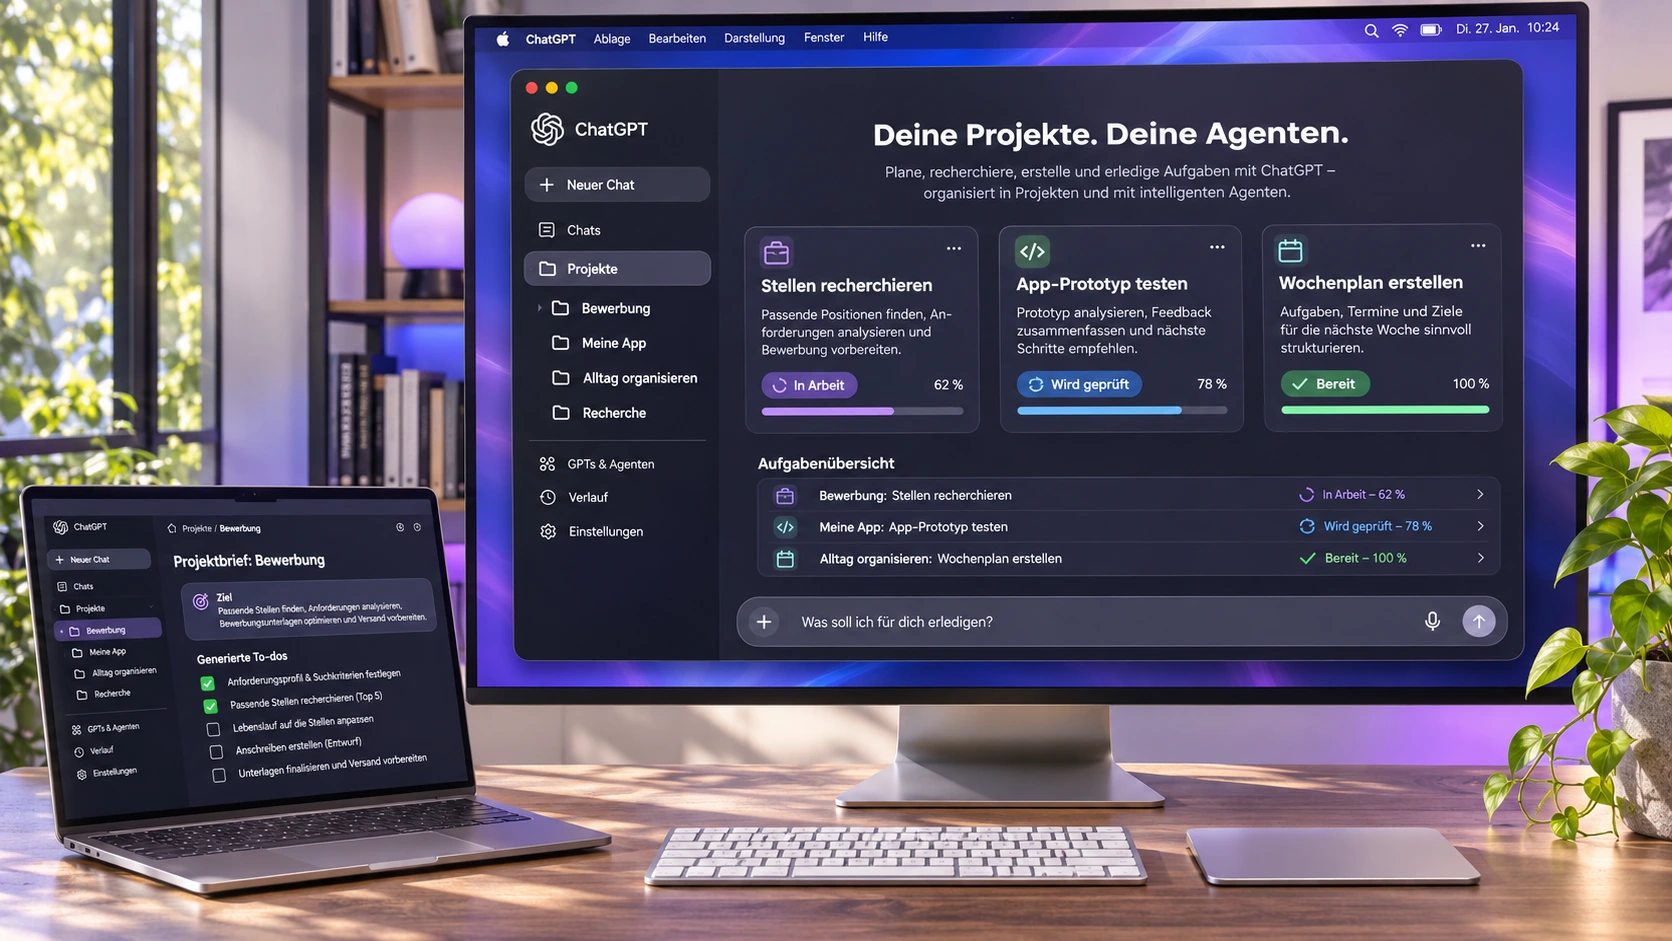 ChatGPT Ablage Bearbeiten Darstellung Fenster Hilfe
Di. 27. Jan. 10:24
ChatGPT
Neuer Chat
Chats
Projekte
Bewerbung
Meine App
Alltag organisieren
Recherche
GPTs & Agenten
Verlauf
Einstellungen
Deine Projekte. Deine Agenten.
Plane, recherchiere, erstelle und erledige Aufgaben mit ChatGPT –
organisiert in Projekten und mit intelligenten Agenten.
Stellen recherchieren
Passende Positionen finden, An-
forderungen analysieren und
Bewerbung vorbereiten.
In Arbeit 62 %
App-Prototyp testen
Prototyp analysieren, Feedback
zusammenfassen und nächste
Schritte empfehlen.
Wird geprüft 78 %
Wochenplan erstellen
Aufgaben, Termine und Ziele
für die nächste Woche sinnvoll
strukturieren.
Bereit 100 %
Aufgabenübersicht
Bewerbung: Stellen recherchieren In Arbeit – 62 %
Meine App: App-Prototyp testen Wird geprüft – 78 %
Alltag organisieren: Wochenplan erstellen Bereit – 100 %
Was soll ich für dich erledigen?
ChatGPT
Neuer Chat
Chats
Projekte
Bewerbung
Meine App
Alltag organisieren
Recherche
GPTs & Agenten
Verlauf
Einstellungen
Projekte / Bewerbung
Projektbrief: Bewerbung
Ziel
Passende Stellen finden, Anforderungen analysieren,
Bewerbungsunterlagen optimieren und Versand vorbereiten.
Generierte To-dos
Anforderungsprofil & Suchkriterien festlegen
Passende Stellen recherchieren (Top 5)
Lebenslauf auf die Stellen anpassen
Anschreiben erstellen (Entwurf)
Unterlagen finalisieren und Versand vorbereiten